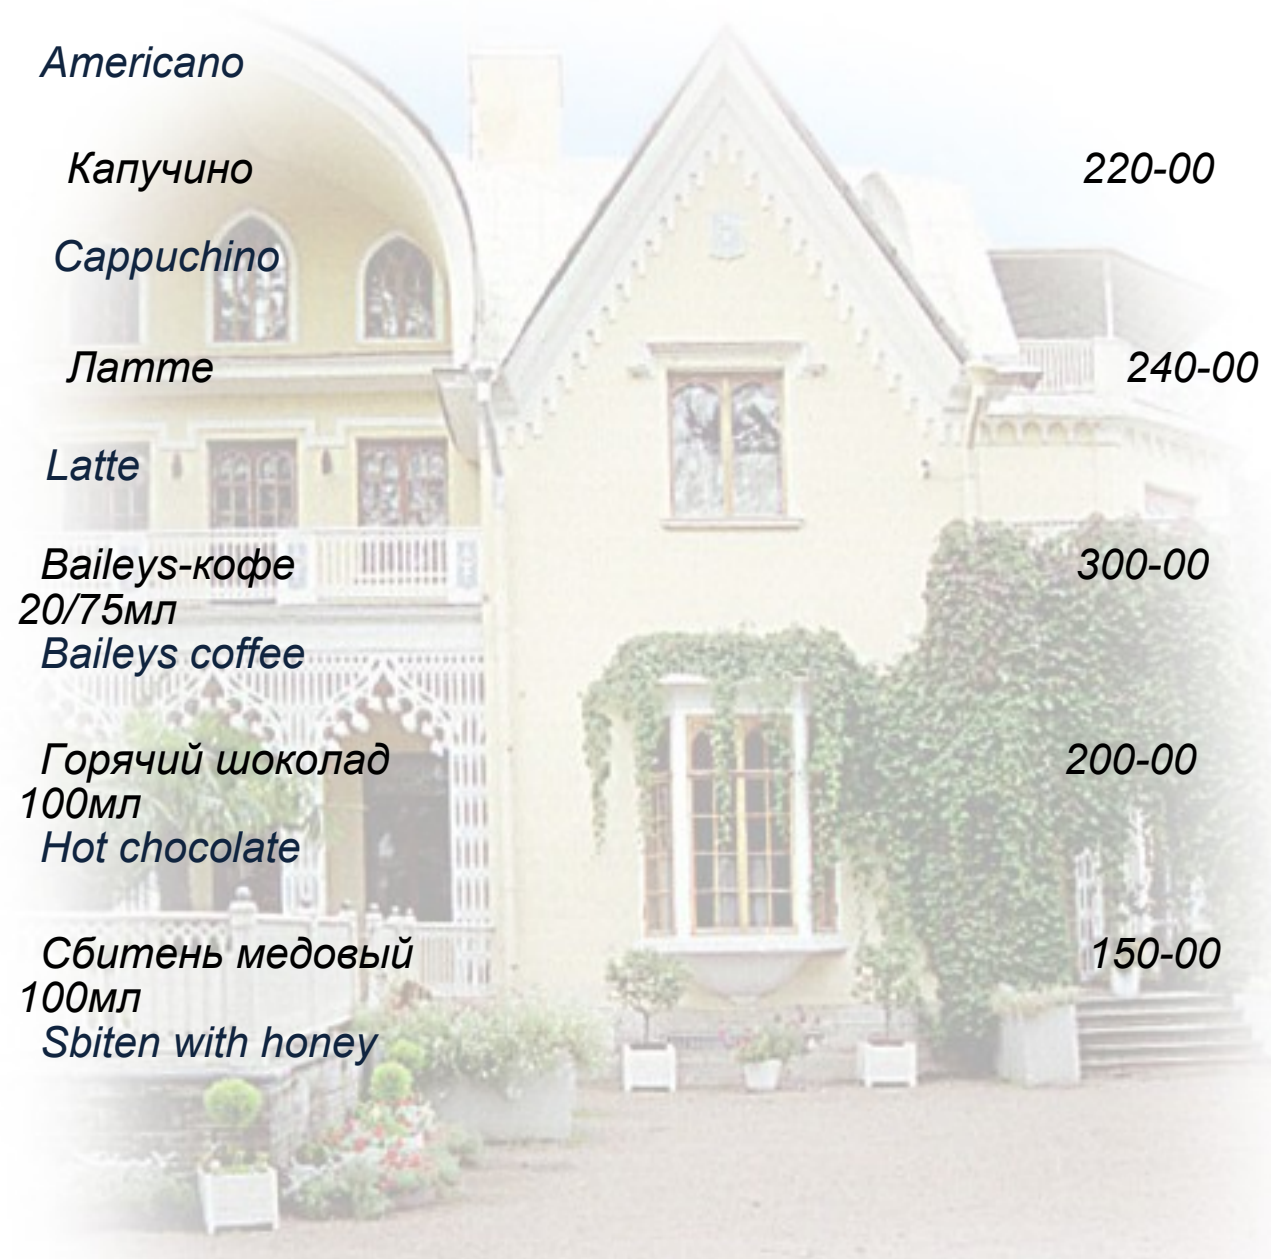 Americano
Капучино 220-00
Cappuchino
Латте 240-00
Latte
Baileys-кофе 300-00
20/75мл
Baileys coffee
Горячий шоколад 200-00
100мл
Hot chocolate
Сбитень медовый 150-00
100мл
Sbiten with honey